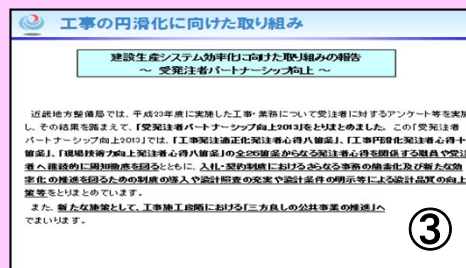 工事の円滑化に向けた取り組み
建設生産システム効率化に向けた取り組みの報告
～ 受発注者パートナーシップ向上 ～
近畿地方整備局では、平成23年度に実施した工事・業務について受注者に対するアンケート等を実施
し、その結果を踏まえて、「受発注者パートナーシップ向上2013」をとりまとめました。この「受発注者
パートナーシップ向上2013」では、「工事発注適正化発注者心得八箇条」、「工事円滑化発注者心得十
箇条」、「現場技術力向上発注者心得八箇条」の全26箇条からなる発注者心得を関係する職員や受注
者へ継続的に周知徹底を図るとともに、入札・契約制度におけるさらなる事務の簡素化及び新たな効
率化の推進を図るための制度の導入や設計照査の充実や設計条件の明示等による設計品質の向上
策等をとりまとめています。
また、新たな施策として、工事施工段階における「三方良しの公共事業の推進」へ
でまいります。
③